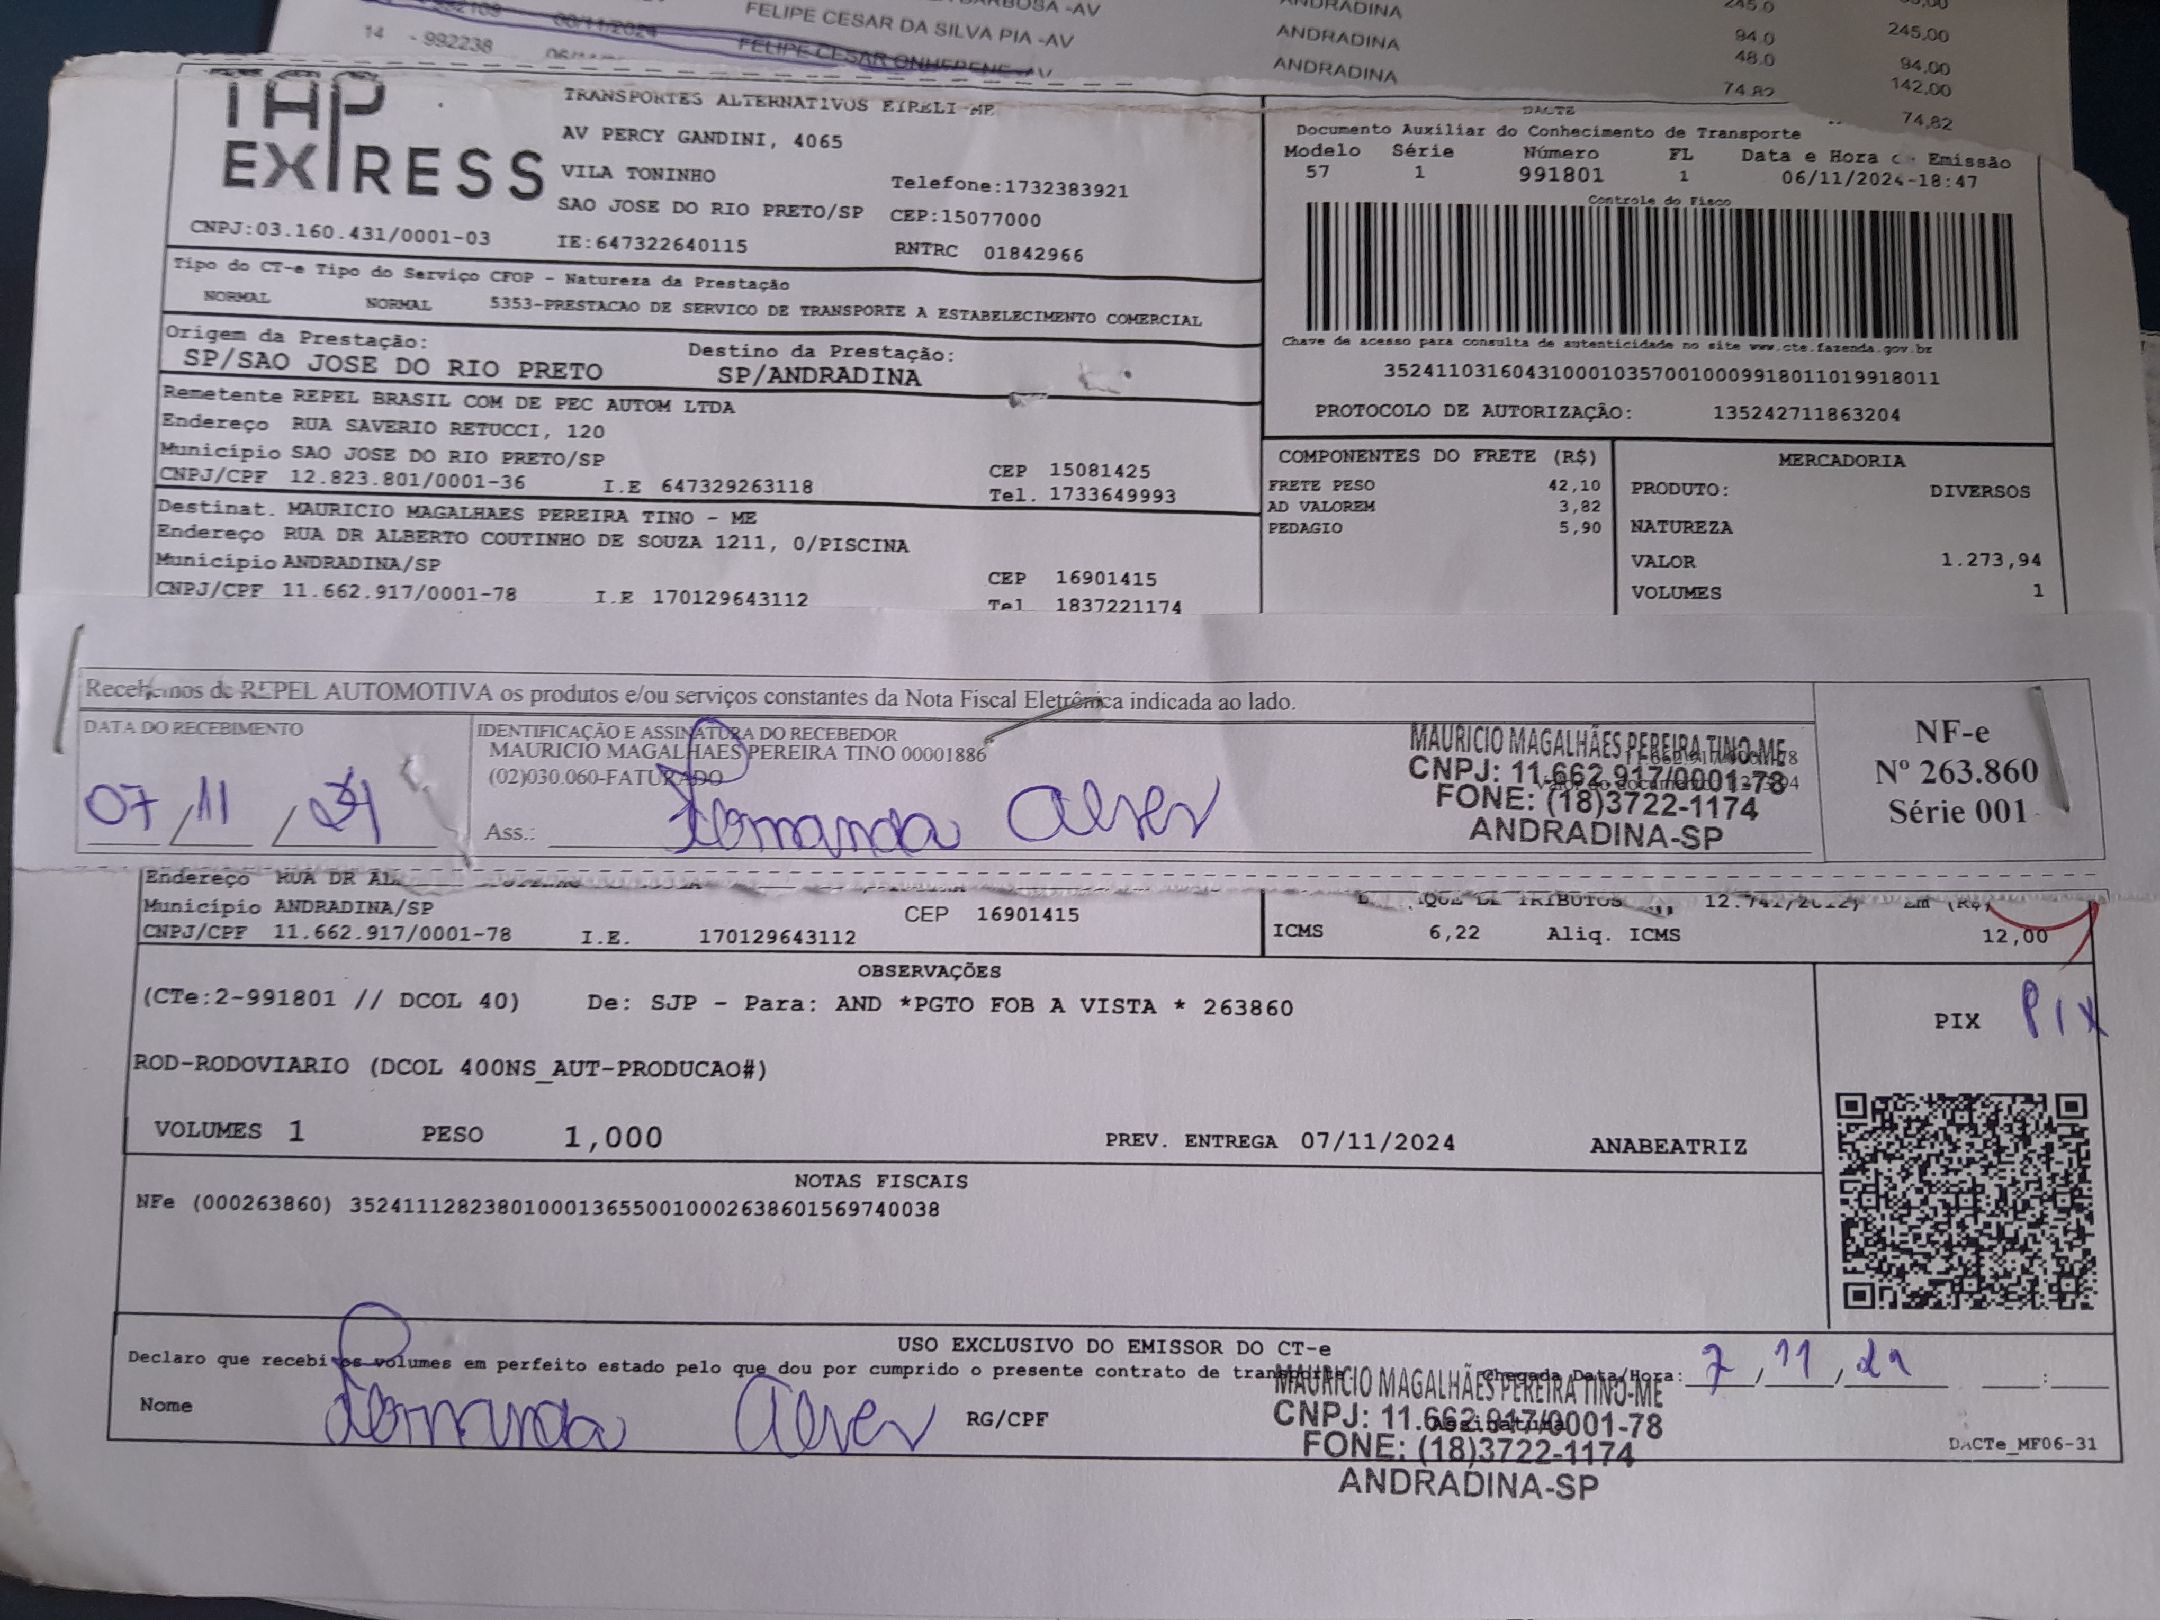 FELIPE CESAR DA SILVA PIA -AV ANDRADINA 245.0 245,00
14 - 992238 FELIPE CESAR ONHEPENE -AV ANDRADINA 94.0 94,00
48.0 142,00
74.82 74,82
TAP EXPRESS
TRANSPORTES ALTERNATIVOS EIRELI-MP
AV PERCY GANDINI, 4065
VILA TONINHO Telefone:1732383921
SAO JOSE DO RIO PRETO/SP CEP:15077000
CNPJ:03.160.431/0001-03 IE:647322640115 RNTRC 01842966
DACTE
Documento Auxiliar do Conhecimento de Transporte
Modelo Série Número FL Data e Hora Emissão
57 1 991801 1 06/11/2024-18:47
Controle do Fisco
Chave de acesso para consulta de autenticidade no site www.cte.fazenda.gov.br
35241103160431000103570010009918011019918011
PROTOCOLO DE AUTORIZAÇÃO: 135242711863204
Tipo do CT-e Tipo do Serviço CFOP - Natureza da Prestação
NORMAL NORMAL 5353-PRESTACAO DE SERVICO DE TRANSPORTE A ESTABELECIMENTO COMERCIAL
Origem da Prestação: Destino da Prestação:
SP/SAO JOSE DO RIO PRETO SP/ANDRADINA
Remetente REPEL BRASIL COM DE PEC AUTOM LTDA
Endereço RUA SAVERIO RETUCCI, 120
Município SAO JOSE DO RIO PRETO/SP CEP 15081425
CNPJ/CPF 12.823.801/0001-36 I.E 647329263118 Tel. 1733649993
Destinat. MAURICIO MAGALHAES PEREIRA TINO - ME
Endereço RUA DR ALBERTO COUTINHO DE SOUZA 1211, 0/PISCINA
Município ANDRADINA/SP CEP 16901415
CNPJ/CPF 11.662.917/0001-78 I.E 170129643112 Tel 1837221174
COMPONENTES DO FRETE (R$)
FRETE PESO 42,10
AD VALOREM 3,82
PEDAGIO 5,90
MERCADORIA
PRODUTO: DIVERSOS
NATUREZA
VALOR 1.273,94
VOLUMES 1
Recebemos de REPEL AUTOMOTIVA os produtos e/ou serviços constantes da Nota Fiscal Eletrônica indicada ao lado.
DATA DO RECEBIMENTO
07/11/24
IDENTIFICAÇÃO E ASSINATURA DO RECEBEDOR
MAURICIO MAGALHAES PEREIRA TINO 00001886
(02)030.060-FATURADO
Ass.:
MAURICIO MAGALHÃES PEREIRA TINO-ME
CNPJ: 11.662.917/0001-78
FONE: (18)3722-1174
ANDRADINA-SP
NF-e
Nº 263.860
Série 001
Endereço RUA DR AL
Município ANDRADINA/SP CEP 16901415
CNPJ/CPF 11.662.917/0001-78 I.E. 170129643112
ICMS 6,22 Aliq. ICMS 12,00
OBSERVAÇÕES
(CTe:2-991801 // DCOL 40) De: SJP - Para: AND *PGTO FOB A VISTA * 263860
PIX PIX
ROD-RODOVIARIO (DCOL 400NS_AUT-PRODUCAO#)
VOLUMES 1 PESO 1,000 PREV. ENTREGA 07/11/2024 ANABEATRIZ
NOTAS FISCAIS
NFe (000263860) 35241112823801000136550010002638601569740038
USO EXCLUSIVO DO EMISSOR DO CT-e
Declaro que recebi os volumes em perfeito estado pelo que dou por cumprido o presente contrato de transporte Chegada Data/Hora: 7/11/24 :
Nome RG/CPF Assinatura
MAURICIO MAGALHÃES PEREIRA TINO-ME
CNPJ: 11.662.917/0001-78
FONE: (18)3722-1174
ANDRADINA-SP
DACTe_MF06-31